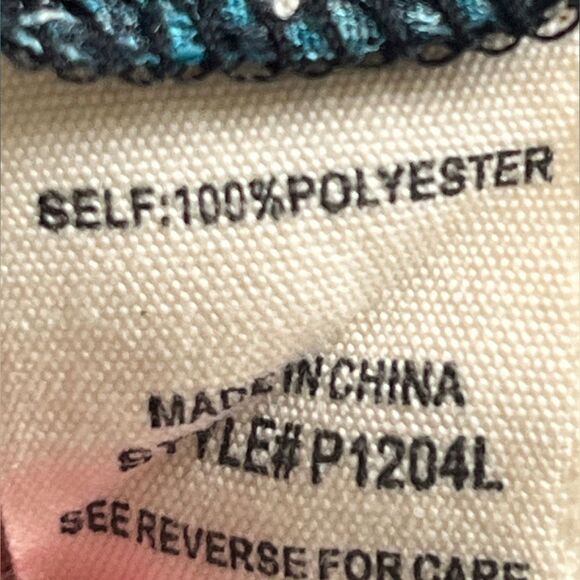 SELF:100%POLYESTER
MADE IN CHINA
STYLE# P1204L
SEE REVERSE FOR CARE